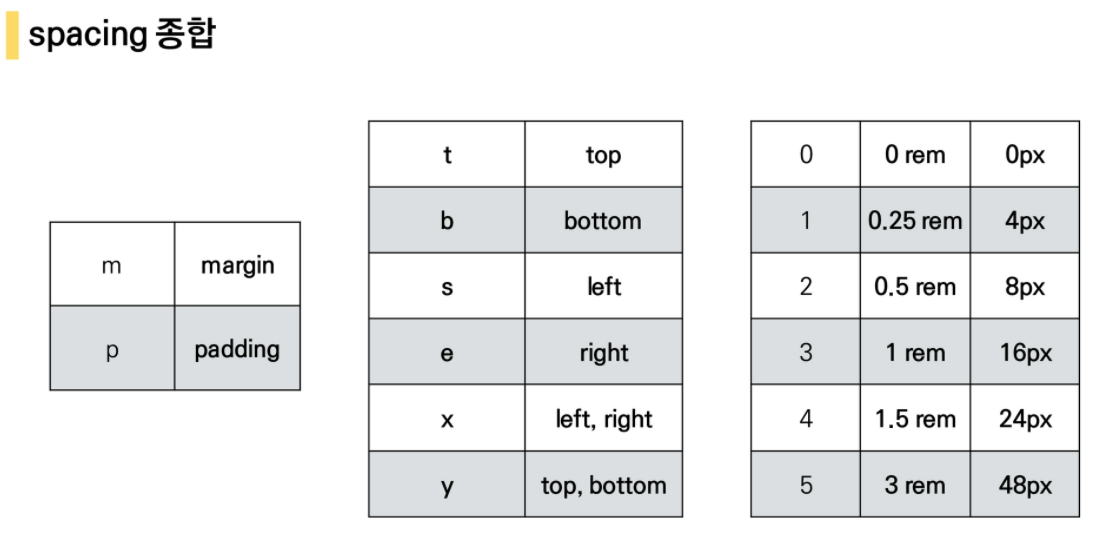 spacing 종합
m margin
p padding
t top
b bottom
s left
e right
x left, right
y top, bottom
0 0 rem 0px
1 0.25 rem 4px
2 0.5 rem 8px
3 1 rem 16px
4 1.5 rem 24px
5 3 rem 48px